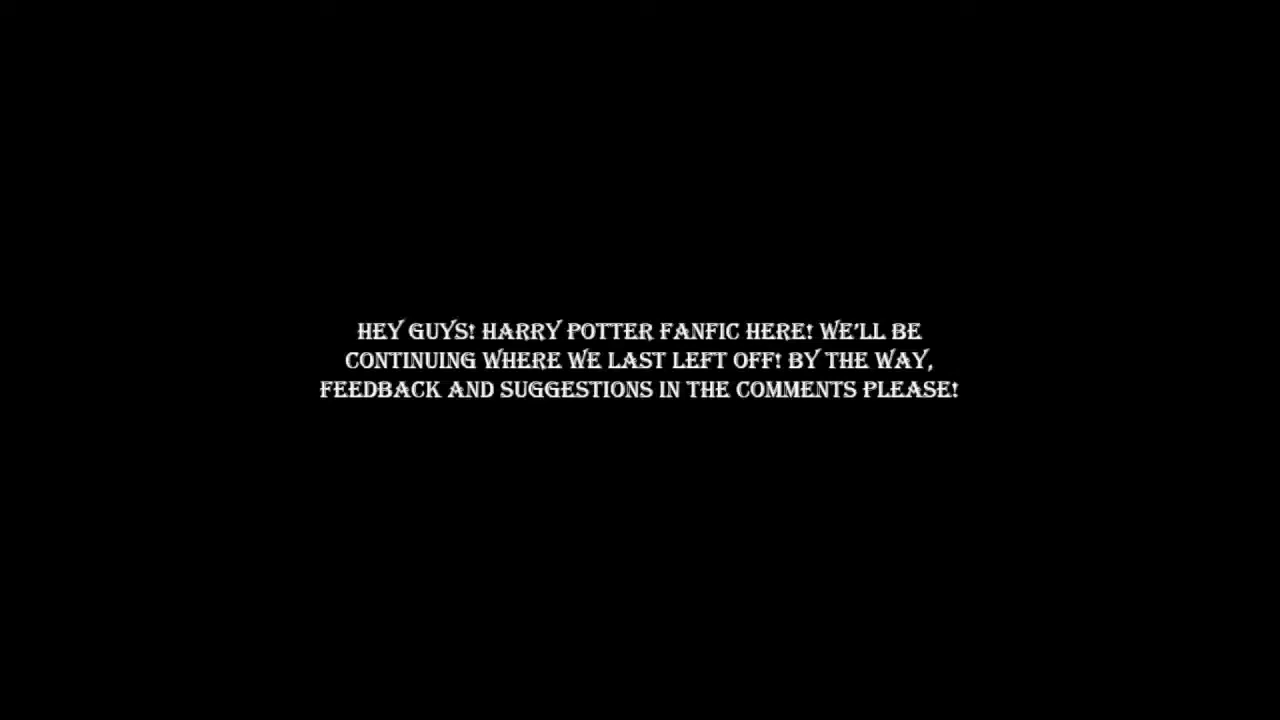 HEY GUYS! HARRY POTTER FANFIC HERE! WE'LL BE
CONTINUING WHERE WE LAST LEFT OFF! BY THE WAY,
FEEDBACK AND SUGGESTIONS IN THE COMMENTS PLEASE!